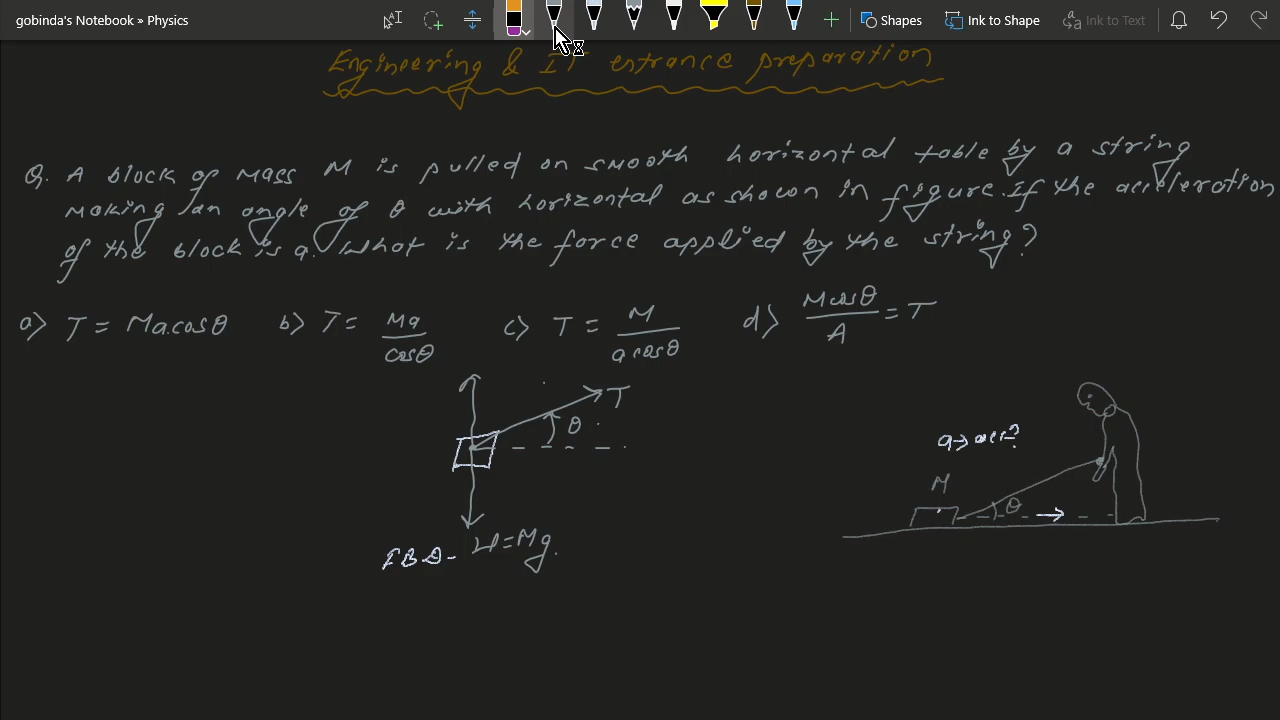 gobinda's Notebook » Physics
Shapes
Ink to Shape
Ink to Text
Engineering & IIT entrance preparation
Q. A block of mass M is pulled on smooth horizontal table by a string
making an angle of θ with horizontal as shown in figure. If the acceleration
of the block is a. What is the force applied by the string?
a) T = Ma cosθ b) T = Ma/cosθ c) T = M/a cosθ d) M cosθ/A = T
T
θ
a → acc?
M
θ
FBD- W = Mg.